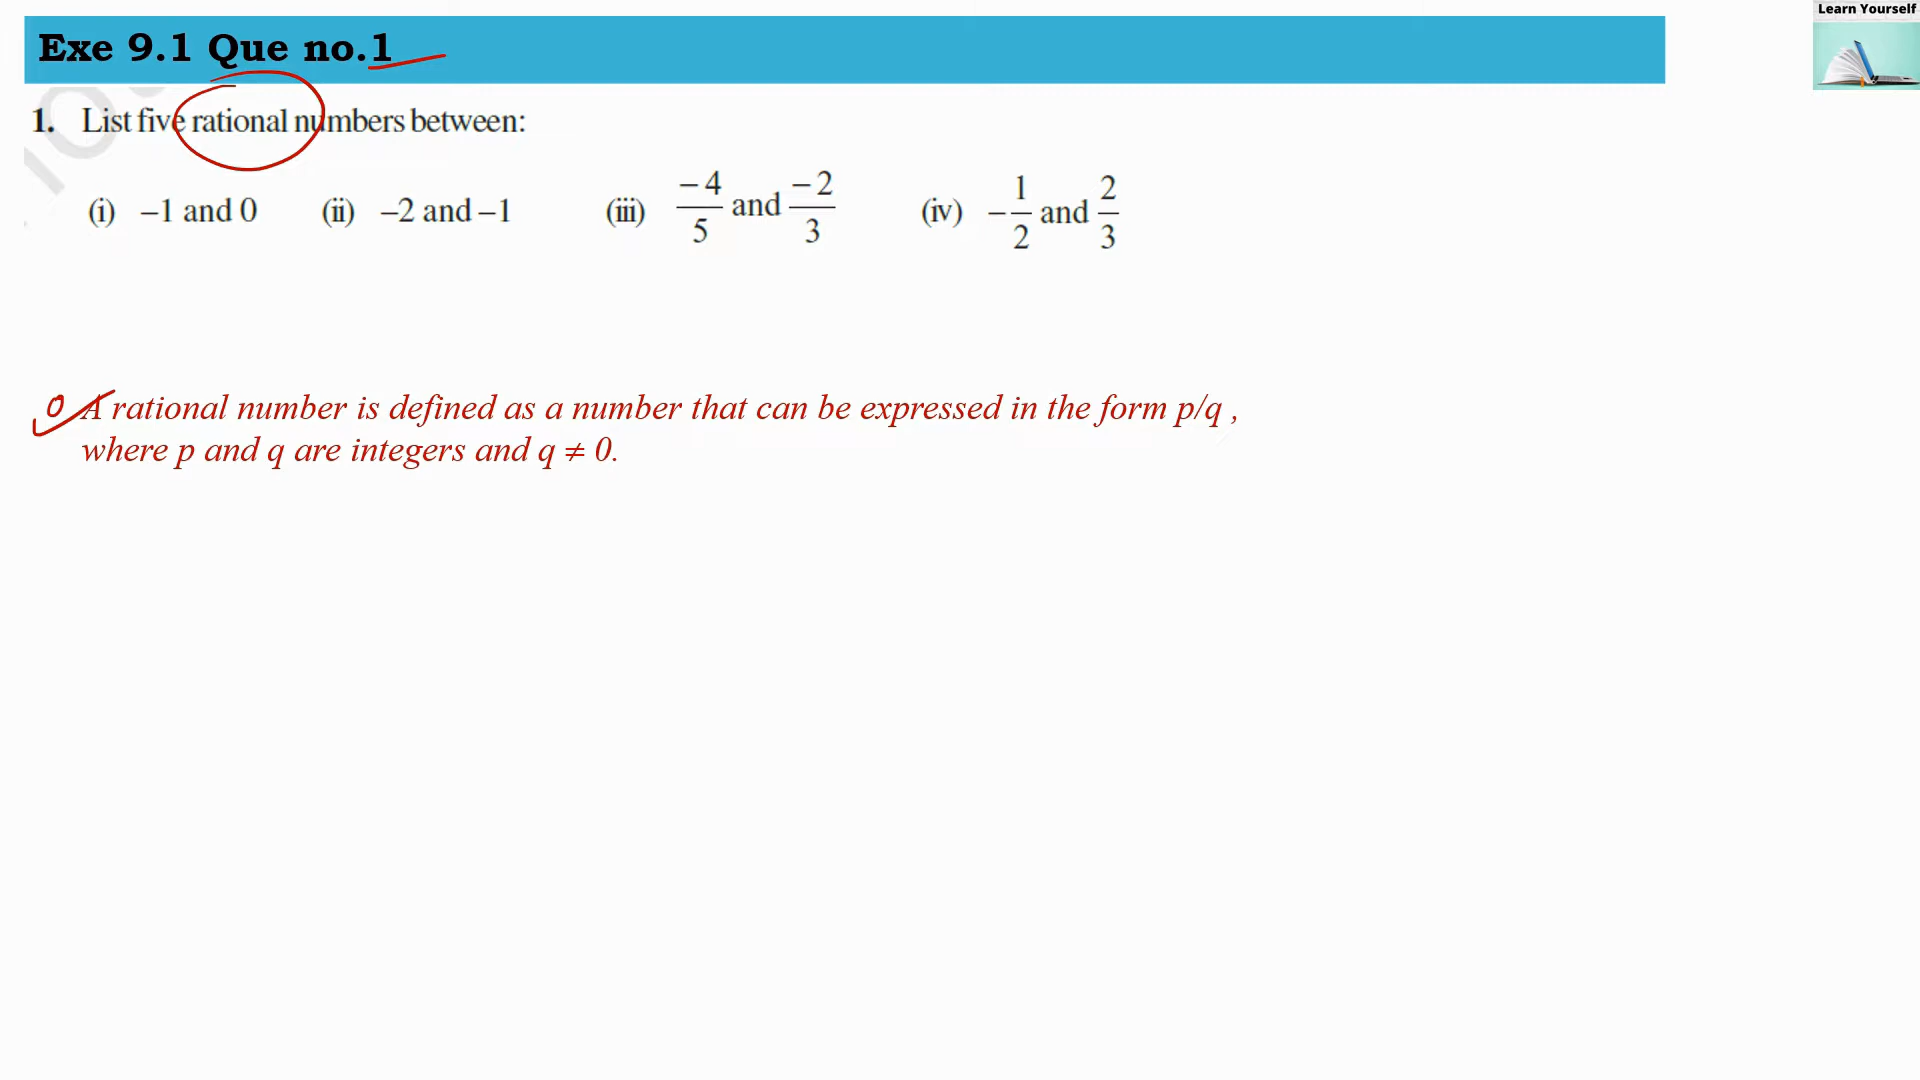 Learn Yourself
Exe 9.1 Que no.1
1. List five rational numbers between:
(i) –1 and 0 (ii) –2 and –1 (iii) −4/5 and −2/3 (iv) −1/2 and 2/3
A rational number is defined as a number that can be expressed in the form p/q ,
where p and q are integers and q ≠ 0.